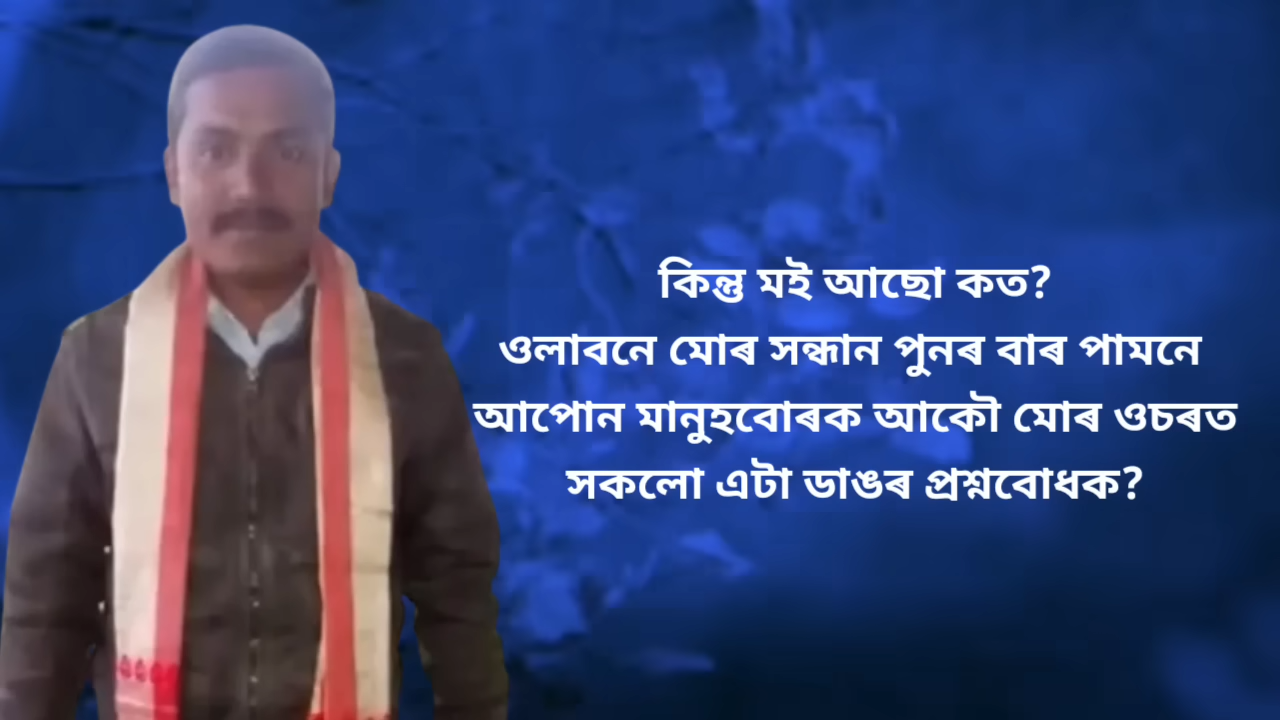 কিন্তু মই আছো কত?
ওলাবনে মোৰ সন্ধান পুনৰ বাৰ পামনে
আপোন মানুহবোৰক আকৌ মোৰ ওচৰত
সকলো এটা ডাঙৰ প্ৰশ্নবোধক?